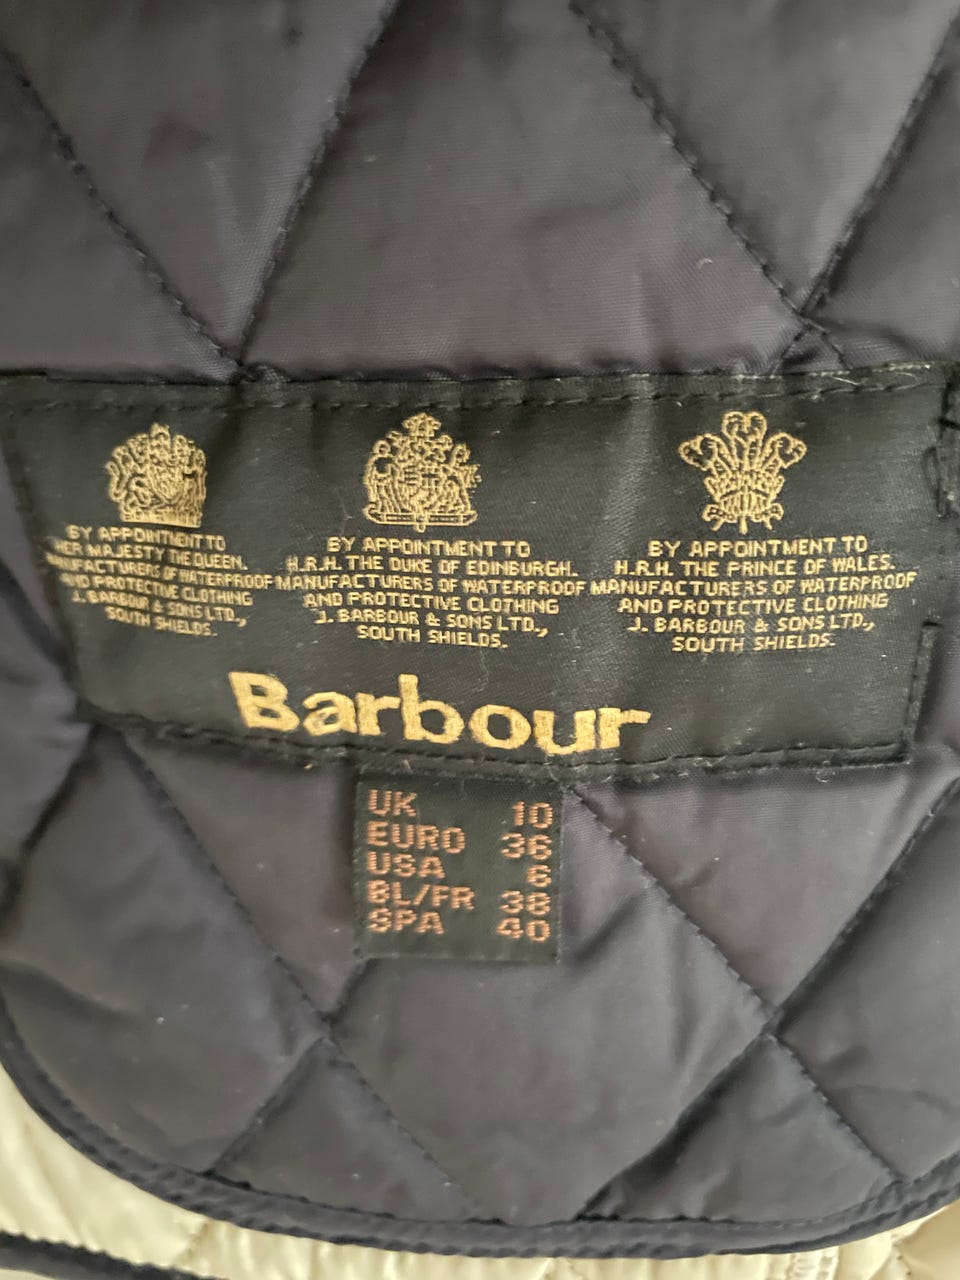 BY APPOINTMENT TO
HER MAJESTY THE QUEEN.
MANUFACTURERS OF WATERPROOF
AND PROTECTIVE CLOTHING
J. BARBOUR & SONS LTD.,
SOUTH SHIELDS.
BY APPOINTMENT TO
H.R.H. THE DUKE OF EDINBURGH.
MANUFACTURERS OF WATERPROOF
AND PROTECTIVE CLOTHING
J. BARBOUR & SONS LTD.,
SOUTH SHIELDS.
BY APPOINTMENT TO
H.R.H. THE PRINCE OF WALES.
MANUFACTURERS OF WATERPROOF
AND PROTECTIVE CLOTHING
J. BARBOUR & SONS LTD.,
SOUTH SHIELDS.
Barbour
UK 10
EURO 36
USA 6
BL/FR 38
SPA 40